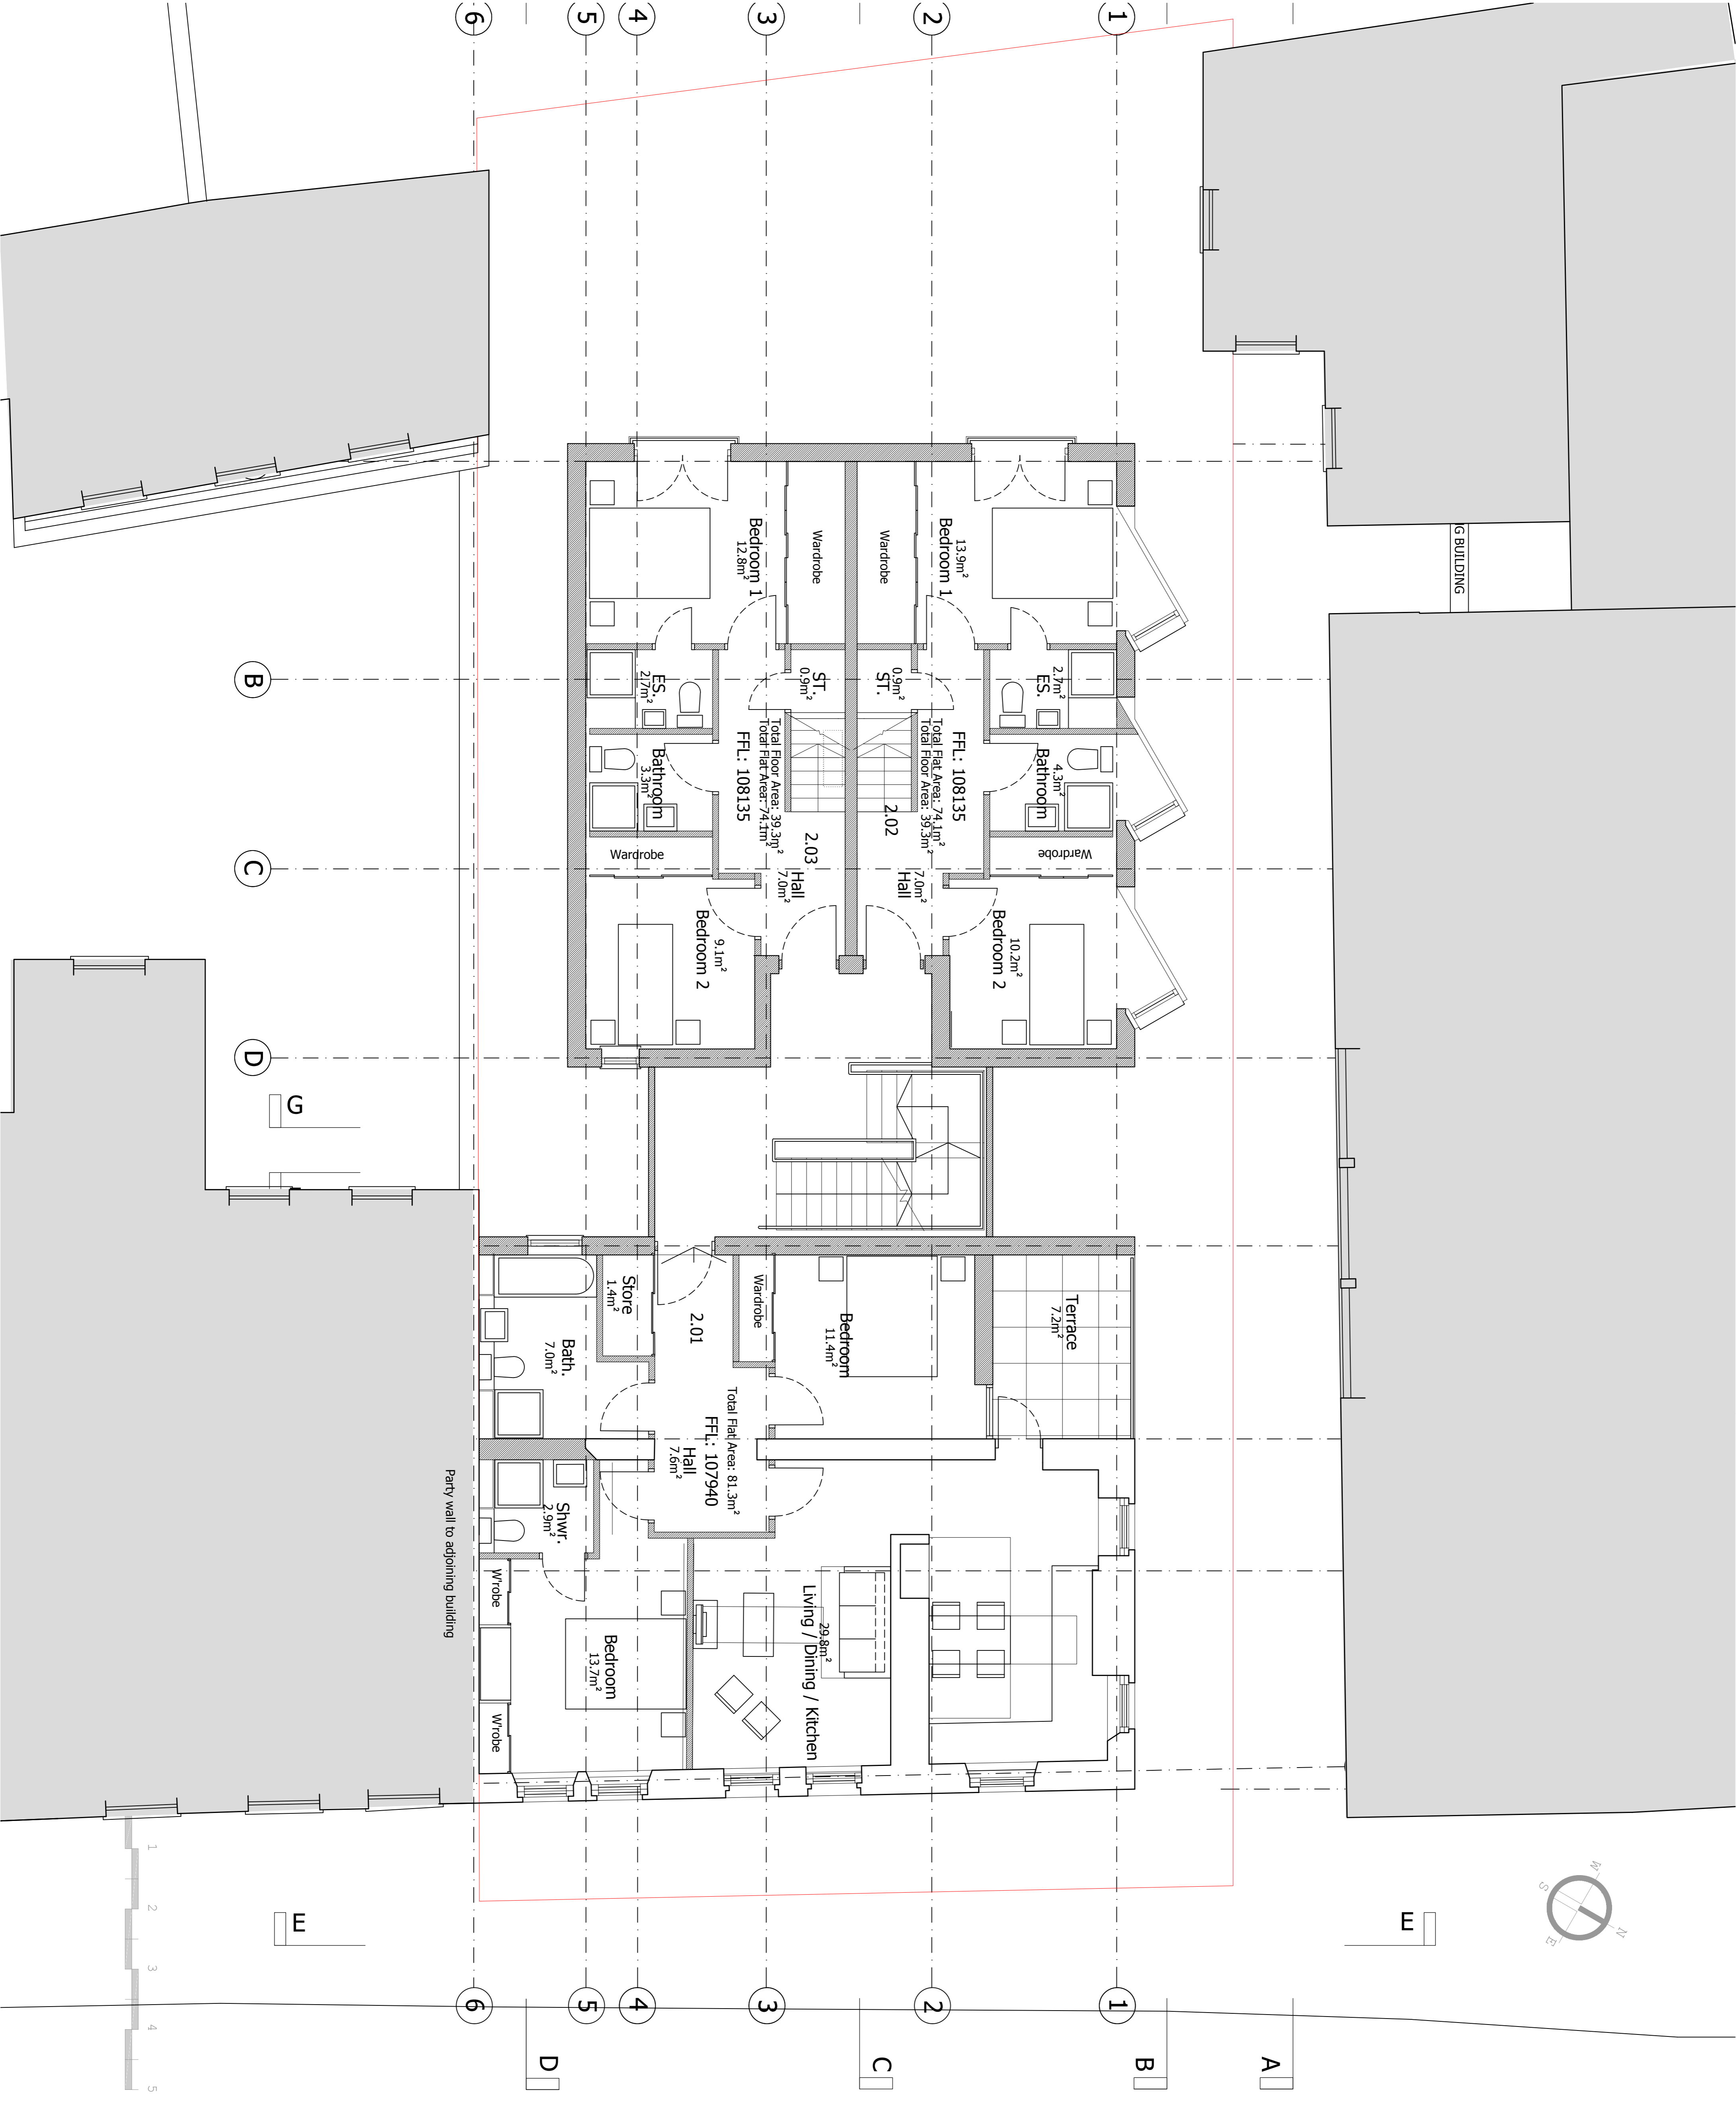 6
5
4
3
2
1
G BUILDING
Bedroom 1
12.8m²
Wardrobe
Wardrobe
13.9m²
Bedroom 1
B
ES.
2.7m²
ST.
0.9m²
0.9m²
ST.
2.7m²
ES.
Bathroom
3.3m²
FFL: 108135
Total Floor Area: 39.3m²
Total Flat Area: 74.1m²
FFL: 108135
Total Flat Area: 74.1m²
Total Floor Area: 39.3m²
4.3m²
Bathroom
2.03
2.02
C
Wardrobe
Wardrobe
Hall
7.0m²
7.0m²
Hall
Bedroom 2
9.1m²
10.2m²
Bedroom 2
D
G
Store
1.4m²
Wardrobe
2.01
Bedroom
11.4m²
Terrace
7.2m²
Bath.
7.0m²
Total Flat Area: 81.3m²
FFL: 107940
Hall
7.6m²
Shwr.
2.9m²
Party wall to adjoining building
W'robe
W'robe
Bedroom
13.7m²
29.8m²
Living / Dining / Kitchen
1
2
3
4
5
E
E
N
E
S
W
6
5
4
3
2
1
D
C
B
A